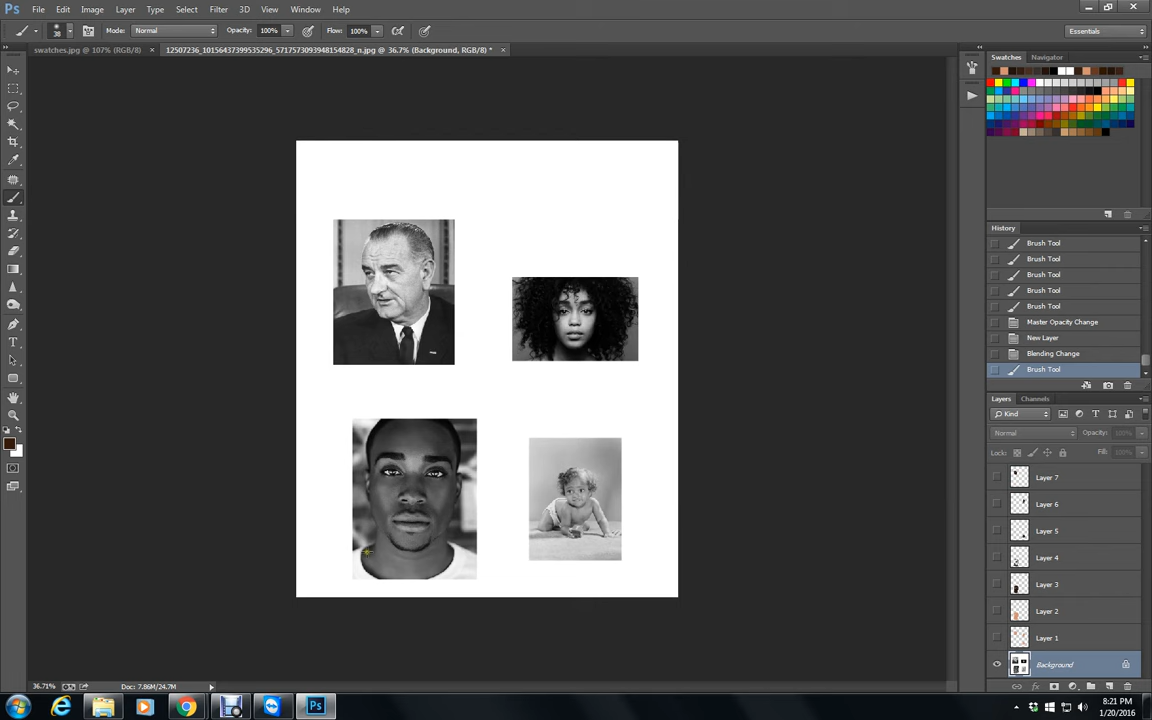 Ps File Edit Image Layer Type Select Filter 3D View Window Help
38 Mode: Normal Opacity: 100% Flow: 100% Essentials
swatches.jpg @ 107% (RGB/8) × 12507236_10156437399535296_5717573093948154828_n.jpg @ 36.7% (Background, RGB/8) * ×
Swatches Navigator
History
Brush Tool
Brush Tool
Brush Tool
Brush Tool
Brush Tool
Master Opacity Change
New Layer
Blending Change
Brush Tool
Layers Channels
Kind
Normal Opacity: 100%
Lock: Fill: 100%
Layer 7
Layer 6
Layer 5
Layer 4
Layer 3
Layer 2
Layer 1
Background
36.71% Doc: 7.86M/24.7M
Ps 8:21 PM
1/20/2016